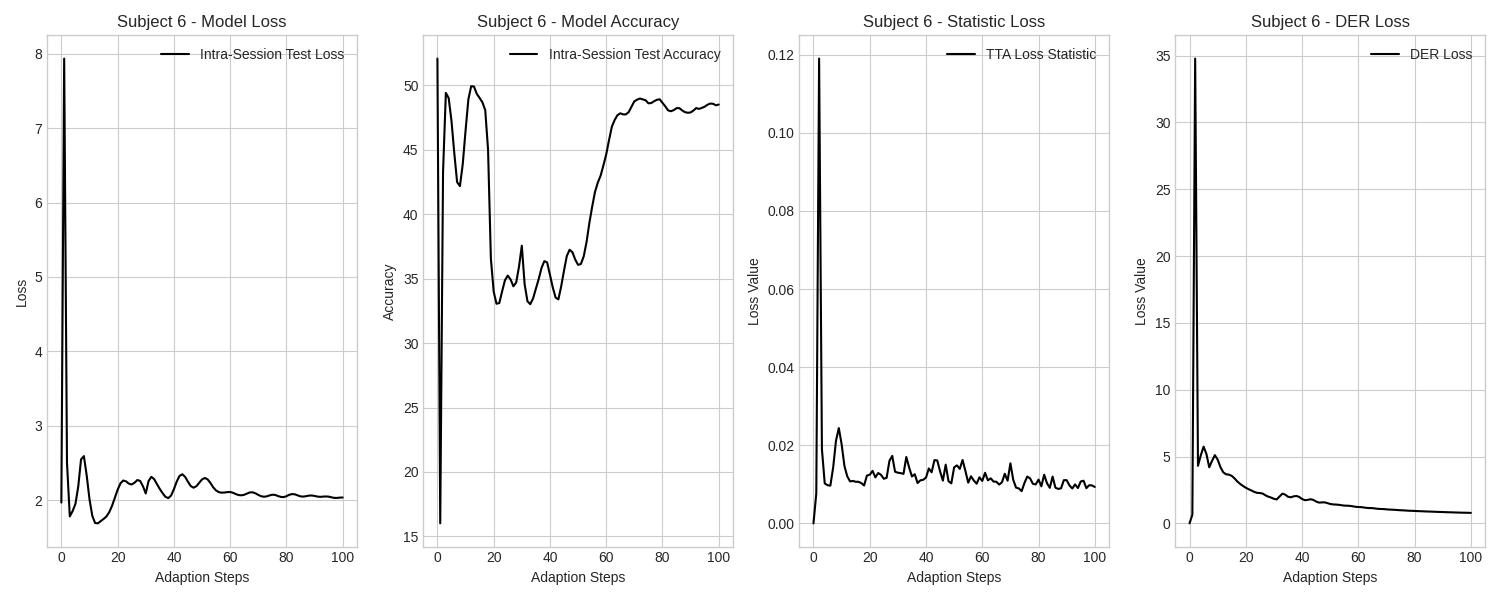 Subject 6 - Model Loss
Intra-Session Test Loss
8
7
6
5
4
3
2
Loss
0 20 40 60 80 100
Adaption Steps
Subject 6 - Model Accuracy
Intra-Session Test Accuracy
50
45
40
35
30
25
20
15
Accuracy
0 20 40 60 80 100
Adaption Steps
Subject 6 - Statistic Loss
TTA Loss Statistic
0.12
0.10
0.08
0.06
0.04
0.02
0.00
Loss Value
0 20 40 60 80 100
Adaption Steps
Subject 6 - DER Loss
DER Loss
35
30
25
20
15
10
5
0
Loss Value
0 20 40 60 80 100
Adaption Steps